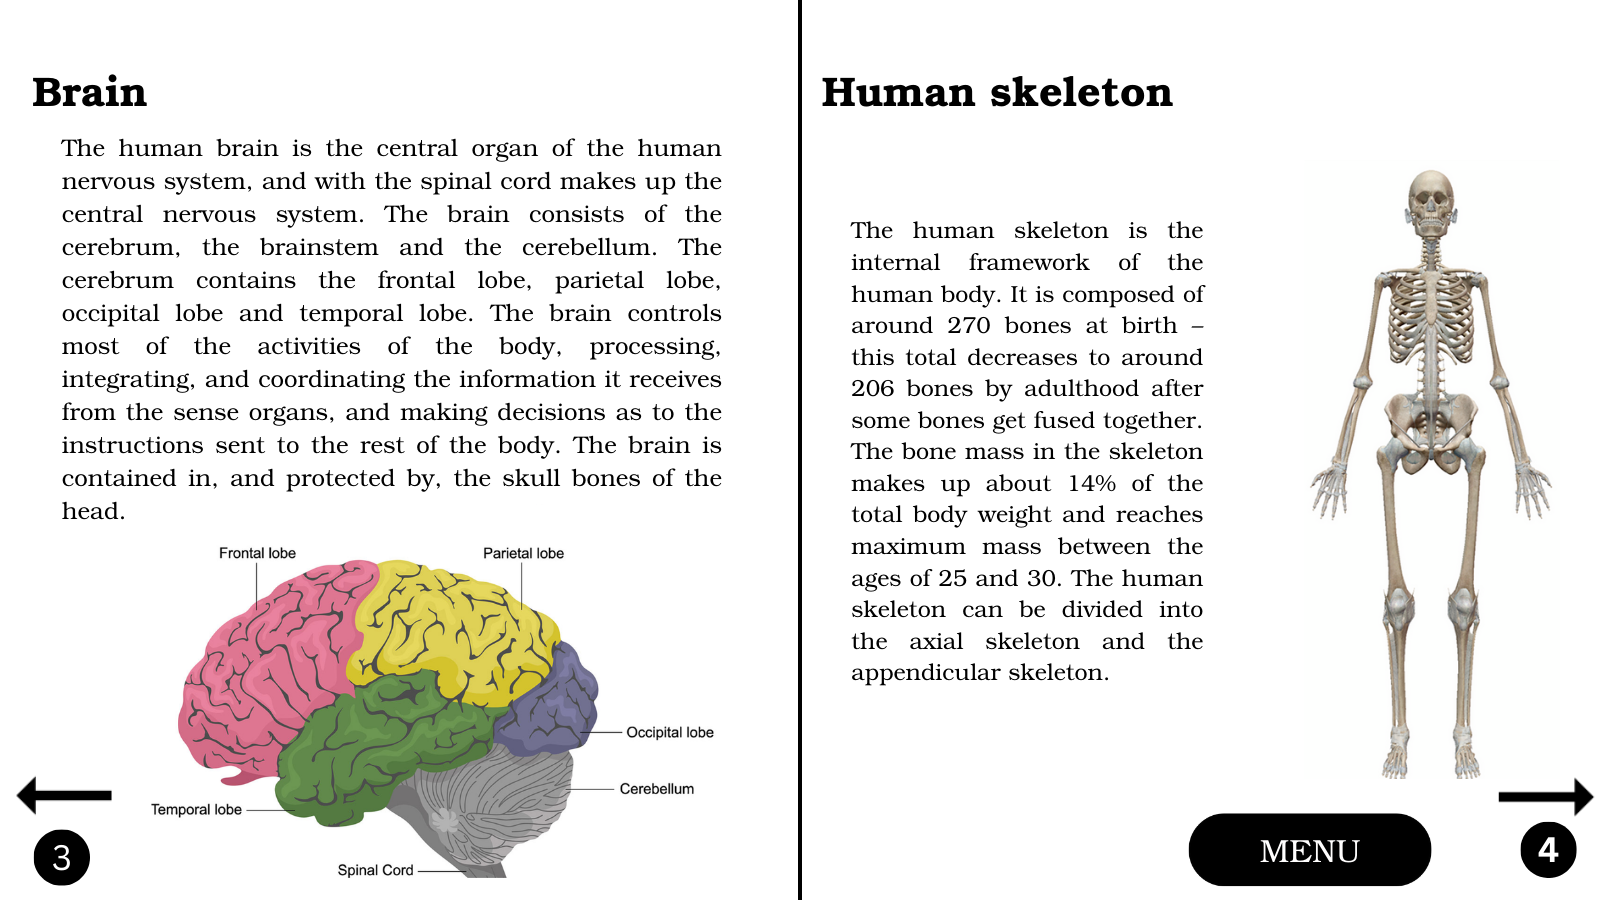 Brain
The human brain is the central organ of the human
nervous system, and with the spinal cord makes up the
central nervous system. The brain consists of the
cerebrum, the brainstem and the cerebellum. The
cerebrum contains the frontal lobe, parietal lobe,
occipital lobe and temporal lobe. The brain controls
most of the activities of the body, processing,
integrating, and coordinating the information it receives
from the sense organs, and making decisions as to the
instructions sent to the rest of the body. The brain is
contained in, and protected by, the skull bones of the
head.
Frontal lobe
Parietal lobe
Occipital lobe
Cerebellum
Temporal lobe
Spinal Cord
3
Human skeleton
The human skeleton is the
internal framework of the
human body. It is composed of
around 270 bones at birth –
this total decreases to around
206 bones by adulthood after
some bones get fused together.
The bone mass in the skeleton
makes up about 14% of the
total body weight and reaches
maximum mass between the
ages of 25 and 30. The human
skeleton can be divided into
the axial skeleton and the
appendicular skeleton.
MENU
4